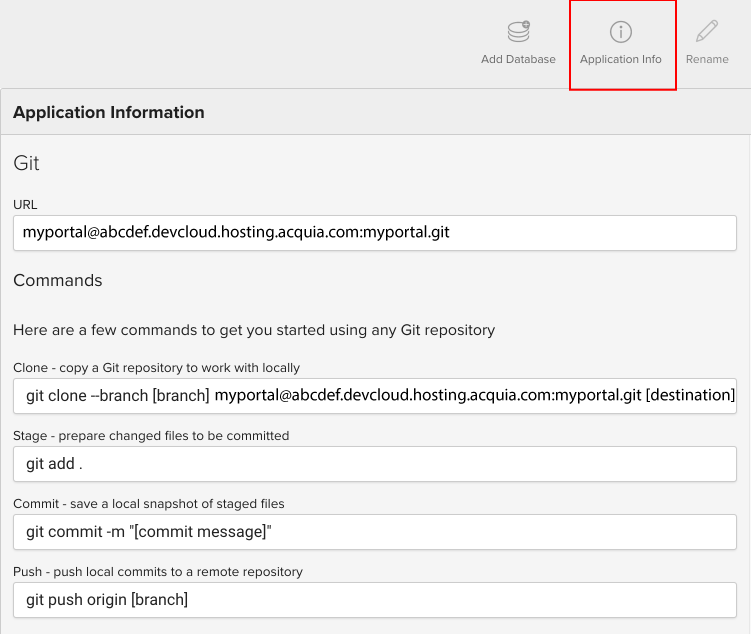 Add Database
Application Info
Rename
Application Information
Git
URL
myportal@abcdef.devcloud.hosting.acquia.com:myportal.git
Commands
Here are a few commands to get you started using any Git repository
Clone - copy a Git repository to work with locally
git clone --branch [branch] myportal@abcdef.devcloud.hosting.acquia.com:myportal.git [destination]
Stage - prepare changed files to be committed
git add .
Commit - save a local snapshot of staged files
git commit -m "[commit message]"
Push - push local commits to a remote repository
git push origin [branch]